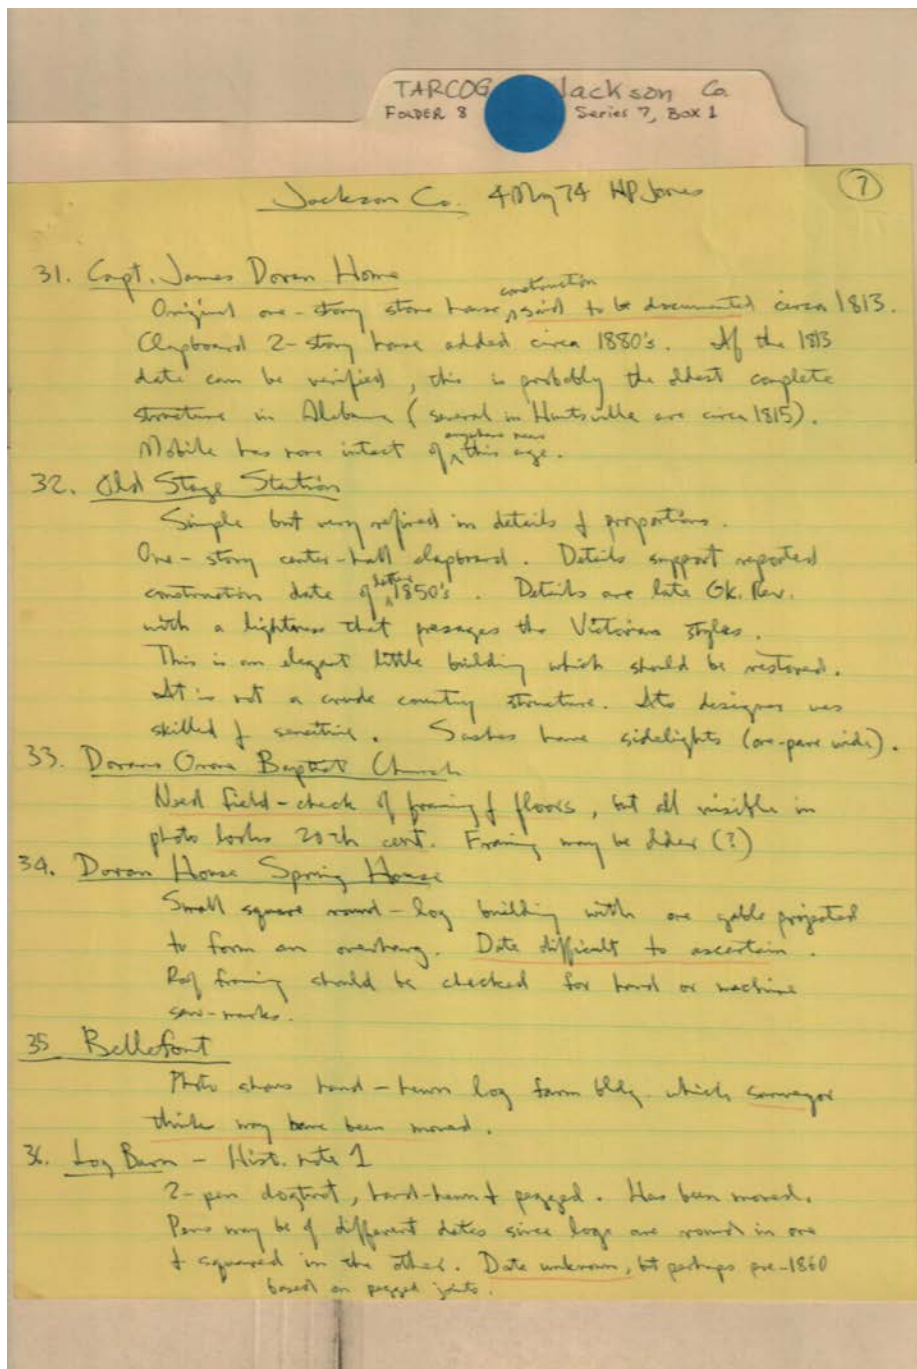 TARCOG Jackson Co.
FOLDER 8 Series 7, Box 1
Jackson Co. 4 May 74 HP Jones 7
31. Capt. James Doran Home
construction
Original one-story stone house, said to be documented circa 1813.
Clapboard 2-story house added circa 1880's. If the 1813
date can be verified, this is probably the oldest complete
structure in Alabama (several in Huntsville are circa 1815).
anywhere near
Mobile has none intact of this age.
32. Old Stage Station
Simple but very refined in details & proportions.
One-story center-hall clapboard. Details support reported
construction date of 1850's. Details are late Gk. Rev.
with a lightness that presages the Victorian styles.
This is an elegant little building which should be restored.
It is not a crude country structure. Its designer was
skilled & sensitive. Sashes have sidelights (one-pane wide).
33. Dorans Grove Baptist Church
Need field-check of framing & floors, but all visible in
photo looks 20th cent. Framing may be older (?)
34. Doran House Spring House
Small square round-log building with one gable projected
to form an overhang. Date difficult to ascertain.
Roof framing should be checked for hand or machine
saw-marks.
35 Bellefont
Photo shows hand-hewn log farm bldg. which surveyor
thinks may have been moved.
36. Log Barn - Hist. note 1
2-pen dogtrot, hand-hewn & pegged. Has been moved.
Pens may be of different dates since logs are round in one
& squared in the other. Date unknown, bt perhaps pre-1860
based on pegged joints.